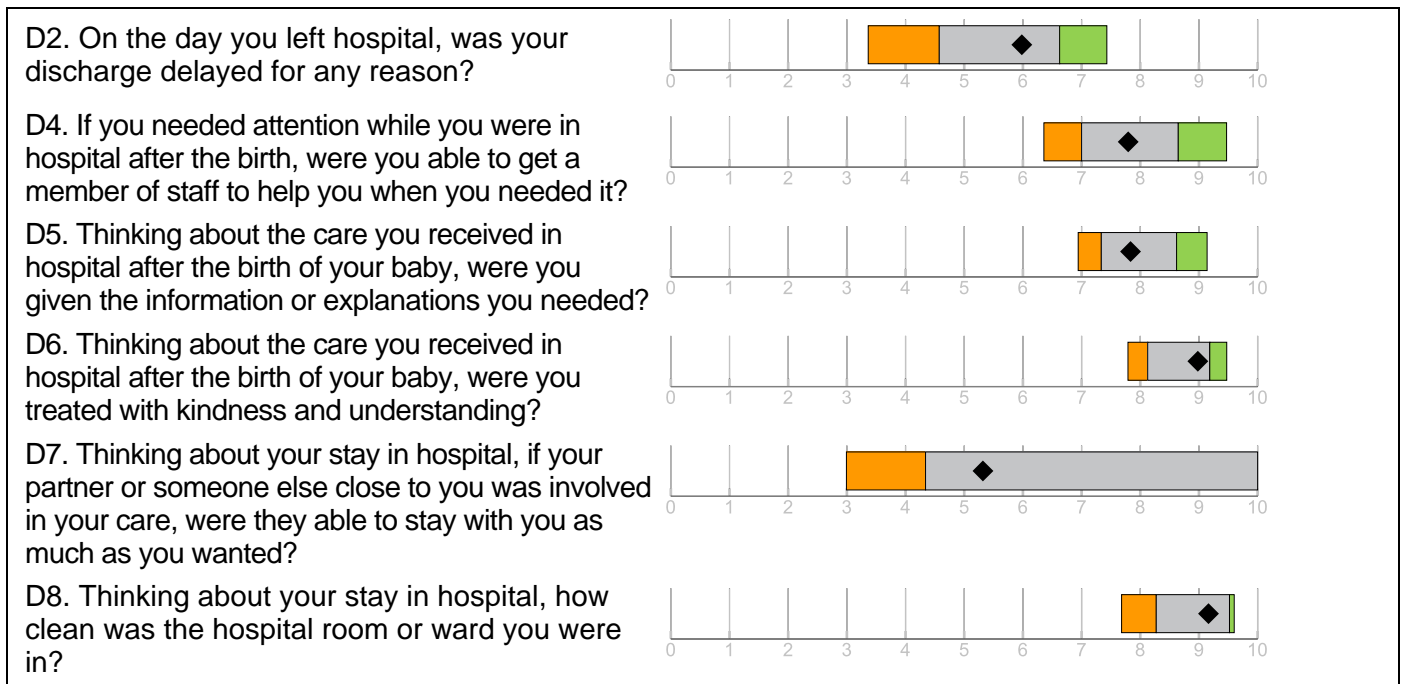 D2. On the day you left hospital, was your
discharge delayed for any reason?
0 1 2 3 4 5 6 7 8 9 10
D4. If you needed attention while you were in
hospital after the birth, were you able to get a
member of staff to help you when you needed it?
0 1 2 3 4 5 6 7 8 9 10
D5. Thinking about the care you received in
hospital after the birth of your baby, were you
given the information or explanations you needed?
0 1 2 3 4 5 6 7 8 9 10
D6. Thinking about the care you received in
hospital after the birth of your baby, were you
treated with kindness and understanding?
0 1 2 3 4 5 6 7 8 9 10
D7. Thinking about your stay in hospital, if your
partner or someone else close to you was involved
in your care, were they able to stay with you as
much as you wanted?
0 1 2 3 4 5 6 7 8 9 10
D8. Thinking about your stay in hospital, how
clean was the hospital room or ward you were
in?
0 1 2 3 4 5 6 7 8 9 10